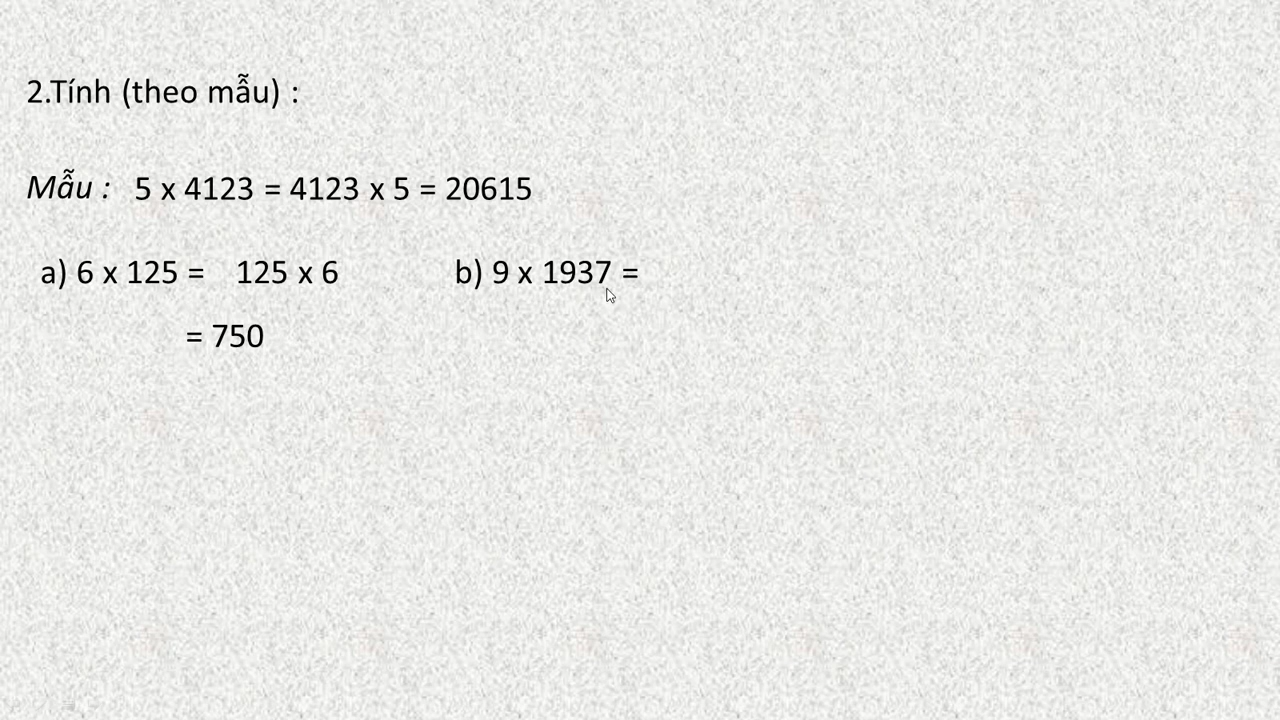 2.Tính (theo mẫu) :
Mẫu : 5 x 4123 = 4123 x 5 = 20615
a) 6 x 125 = 125 x 6 b) 9 x 1937 =
= 750